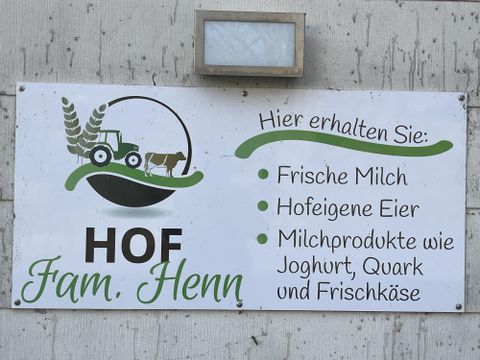 HOF
Fam. Henn
Hier erhalten Sie:
Frische Milch
Hofeigene Eier
Milchprodukte wie
Joghurt, Quark
und Frischkäse